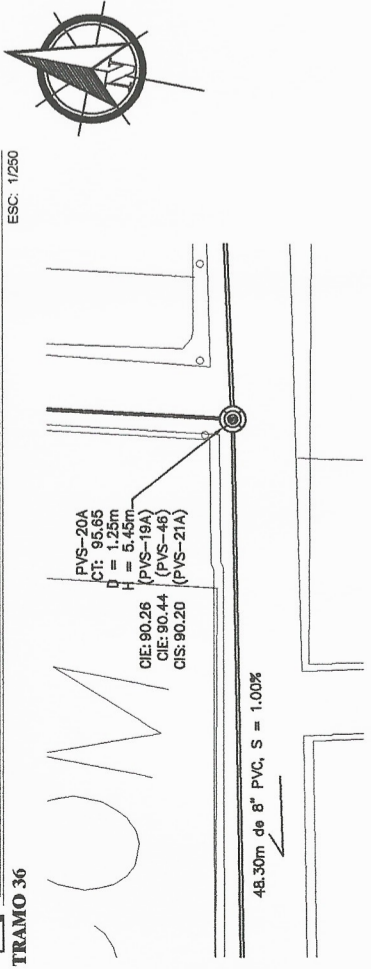 TRAMO 36
ESC: 1/250
N
PVS-20A
CT: 95.65
D = 1.25m
H = 5.45m
CIE: 90.26 (PVS-19A)
CIE: 90.44 (PVS-46)
CIS: 90.20 (PVS-21A)
OM
48.30m de 8" PVC, S = 1.00%